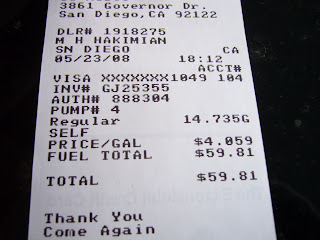 3861 Governor Dr.
San Diego,CA 92122
DLR# 1918275
M H HAKIMIAN
SN DIEGO CA
05/23/08 18:12
ACCT#
VISA XXXXXXX1049 104
INV# GJ25355
AUTH# 888304
PUMP# 4
Regular 14.735G
SELF
PRICE/GAL $4.059
FUEL TOTAL $59.81
TOTAL $59.81
Thank You
Come Again